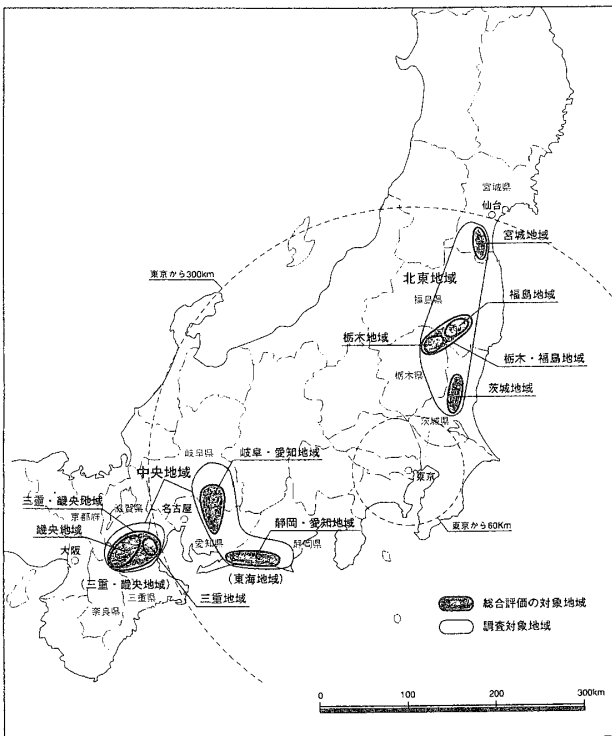 宮城県
仙台
宮城地域
北東地域
東京から300km
福島県
福島地域
栃木地域
栃木・福島地域
栃木県
茨城地域
茨城県
岐阜県
岐阜・愛知地域
中央地域
東京
三重・畿央地域
滋賀県
名古屋
京都府
静岡・愛知地域
東京から60Km
畿央地域
愛知県
静岡県
大阪
(東海地域)
(三重・畿央地域)
三重県
三重地域
奈良県
総合評価の対象地域
調査対象地域
0 100 200 300km